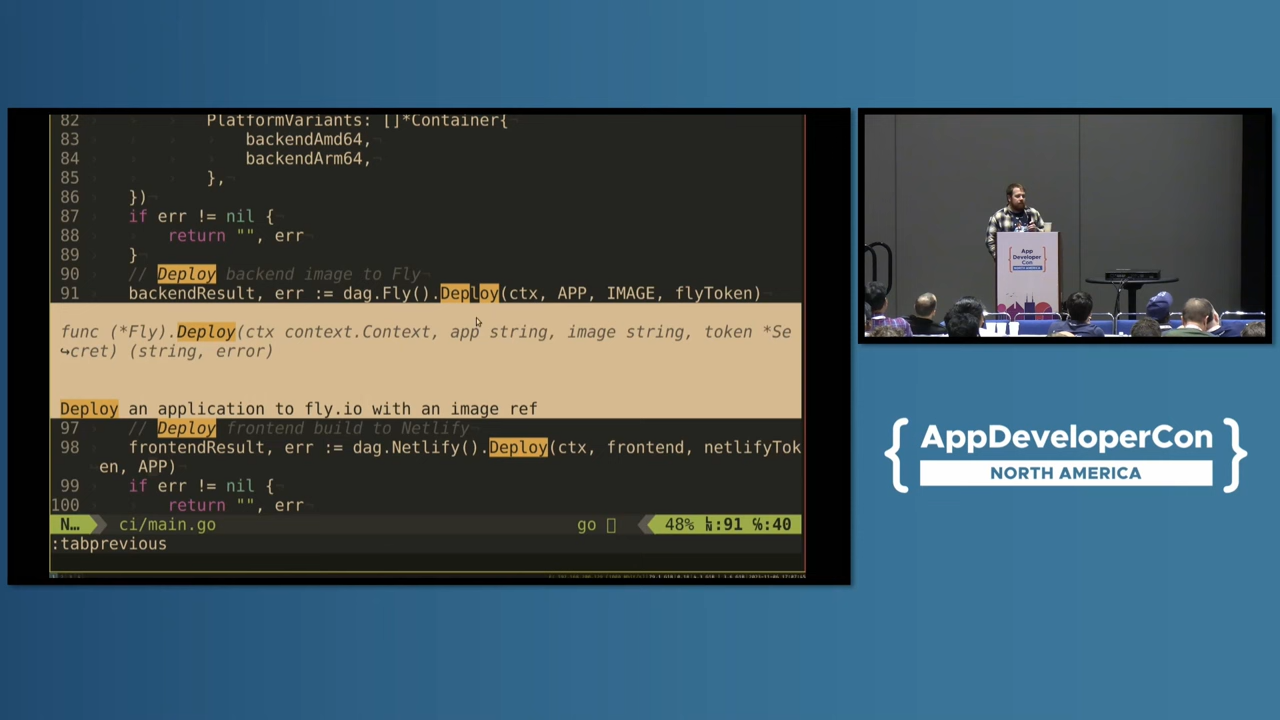 82 PlatformVariants: []*Container{
83 backendAmd64,
84 backendArm64,
85 },
86 })
87 if err != nil {
88 return "", err
89 }
90 // Deploy backend image to Fly
91 backendResult, err := dag.Fly().Deploy(ctx, APP, IMAGE, flyToken)
func (*Fly).Deploy(ctx context.Context, app string, image string, token *Se
↪cret) (string, error)
Deploy an application to fly.io with an image ref
97 // Deploy frontend build to Netlify
98 frontendResult, err := dag.Netlify().Deploy(ctx, frontend, netlifyTok
en, APP)
99 if err != nil {
100 return "", err
N… ci/main.go go 48% ㏑:91 ℅:40
:tabprevious
App
Developer
Con
NORTH AMERICA
{ AppDeveloperCon }
NORTH AMERICA